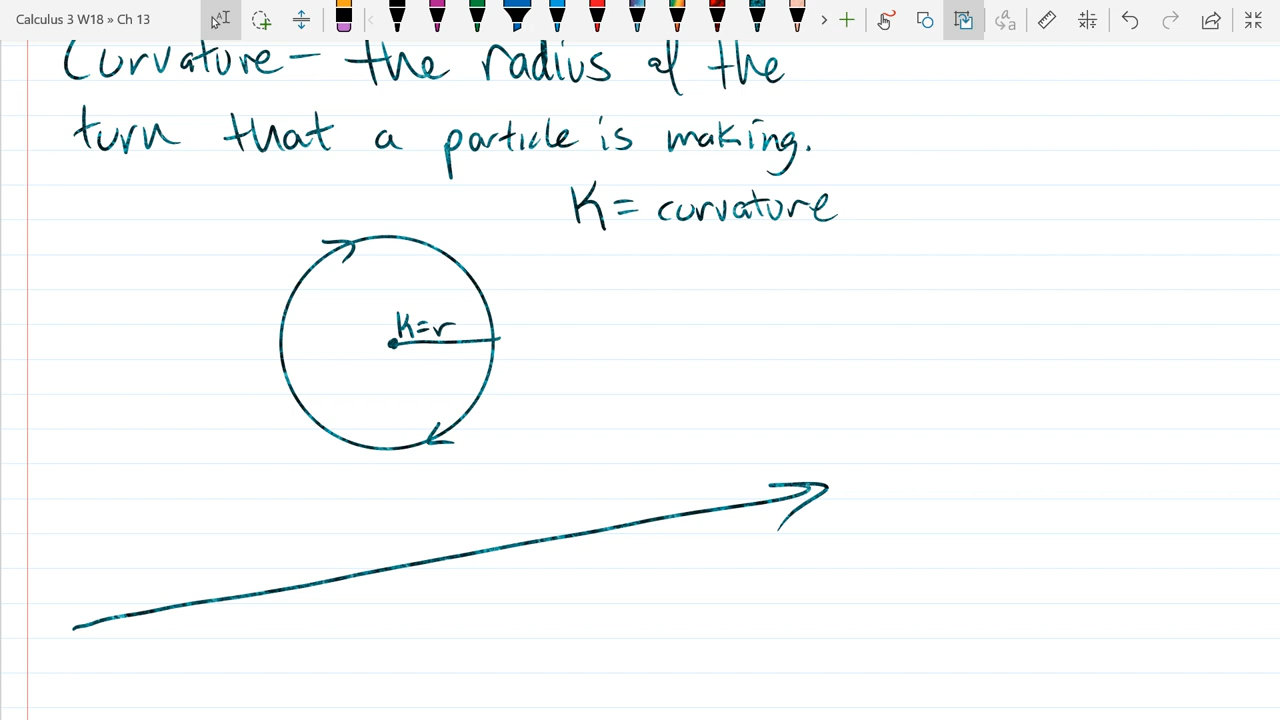 Calculus 3 W18 » Ch 13
Curvature- the radius of the
turn that a particle is making.
K= curvature
K=r